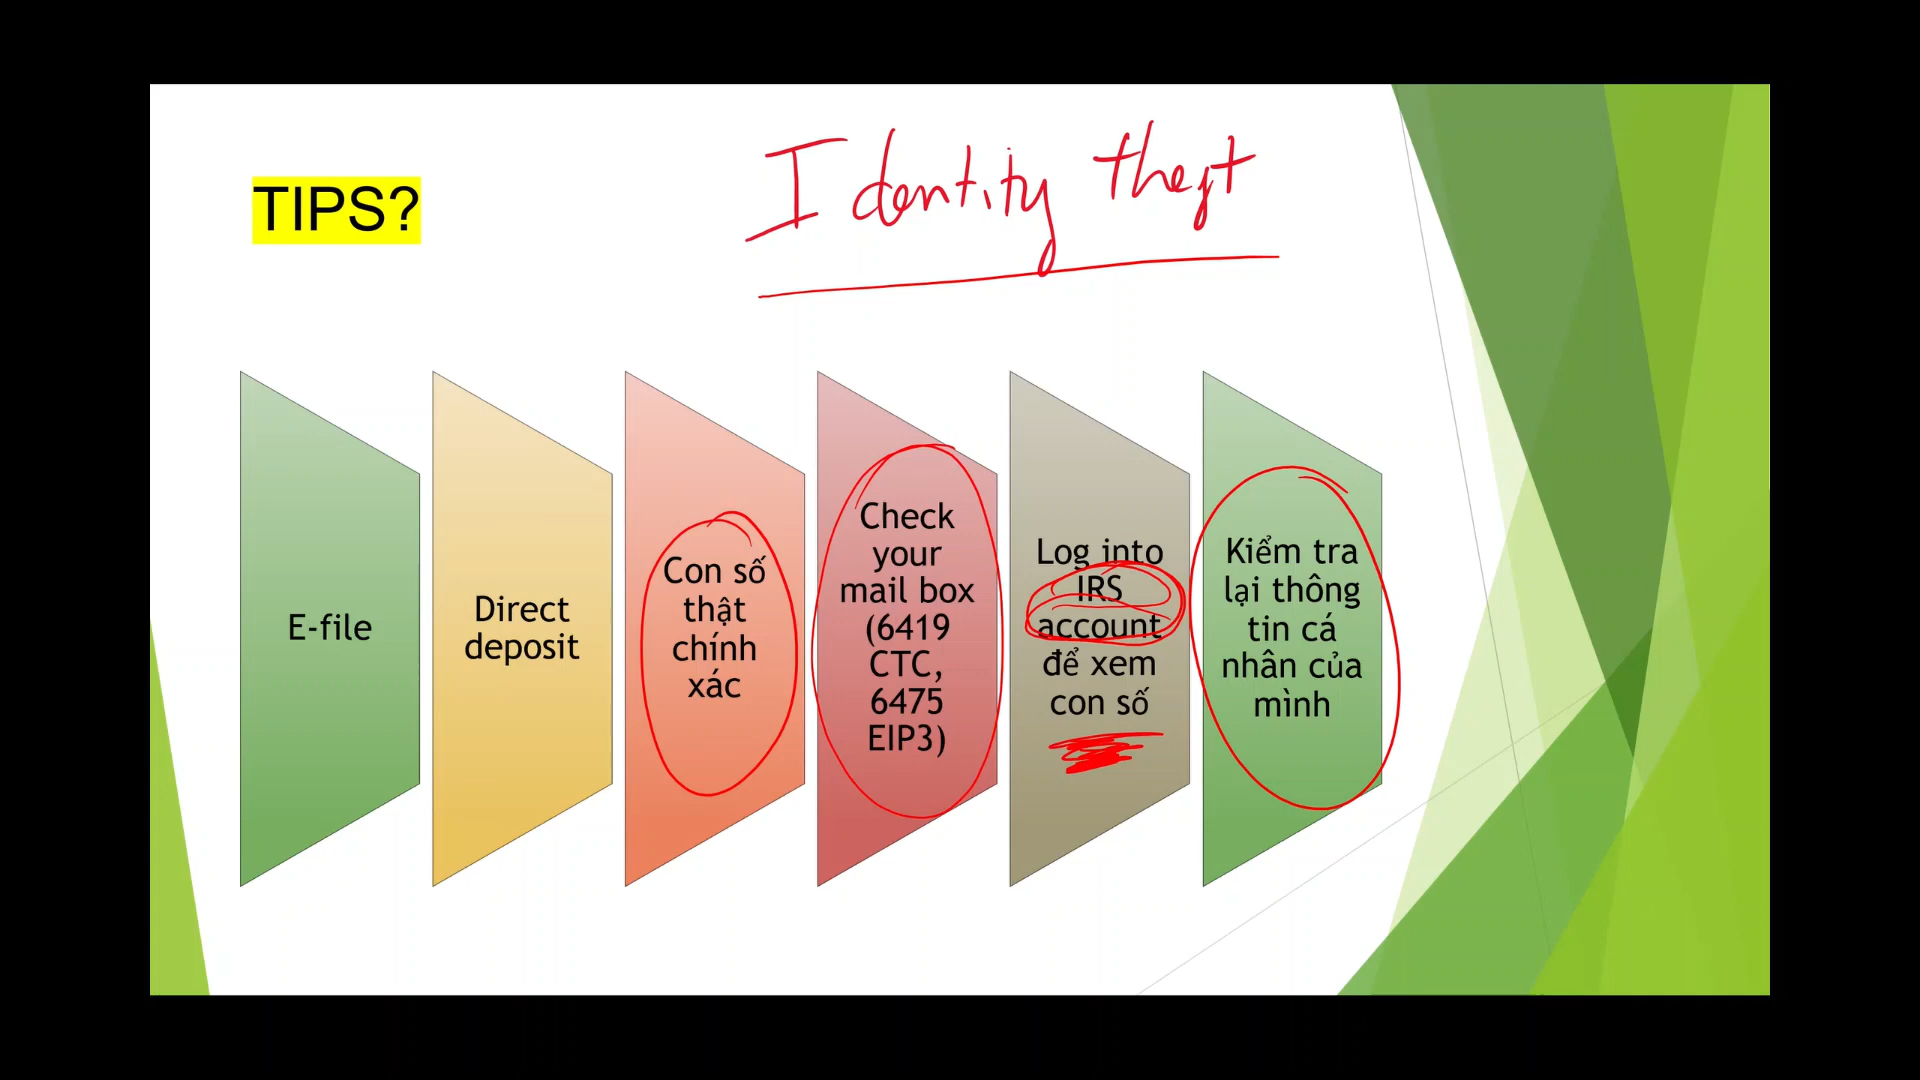 TIPS?
Identity theft
E-file
Direct
deposit
Con số
thật
chính
xác
Check
your
mail box
(6419
CTC,
6475
EIP3)
Log into
IRS
account
để xem
con số
Kiểm tra
lại thông
tin cá
nhân của
mình